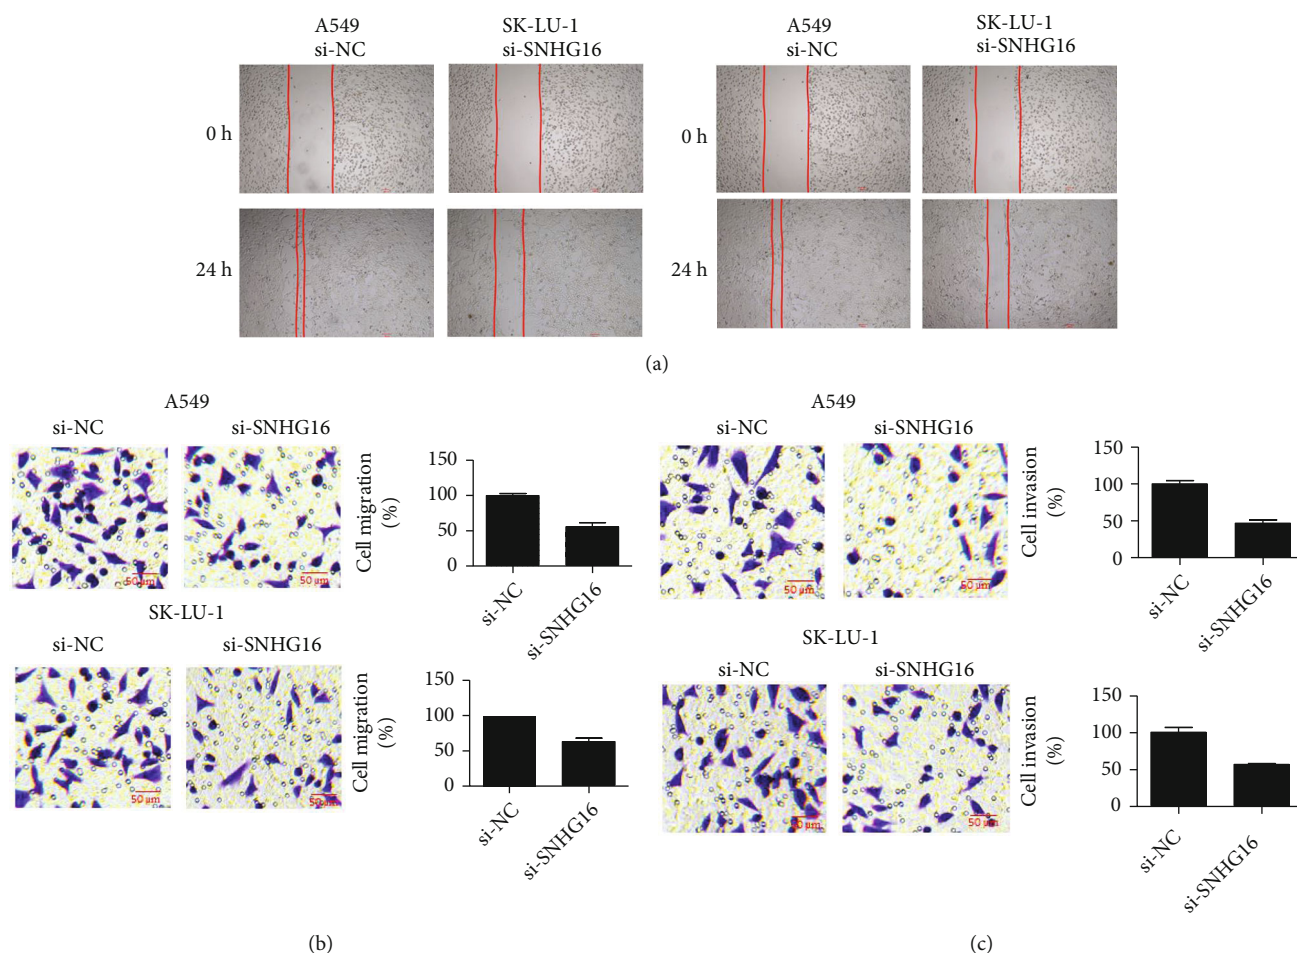 A549
si-NC
SK-LU-1
si-SNHG16
A549
si-NC
SK-LU-1
si-SNHG16
0 h
0 h
24 h
24 h
(a)
A549
si-NC
si-SNHG16
50 μm
50 μm
Cell migration
(%)
150
100
50
0
si-NC
si-SNHG16
SK-LU-1
si-NC
si-SNHG16
50 μm
50 μm
Cell migration
(%)
150
100
50
0
si-NC
si-SNHG16
(b)
A549
si-NC
si-SNHG16
50 μm
50 μm
Cell invasion
(%)
150
100
50
0
si-NC
si-SNHG16
SK-LU-1
si-NC
si-SNHG16
50 μm
50 μm
Cell invasion
(%)
150
100
50
0
si-NC
si-SNHG16
(c)